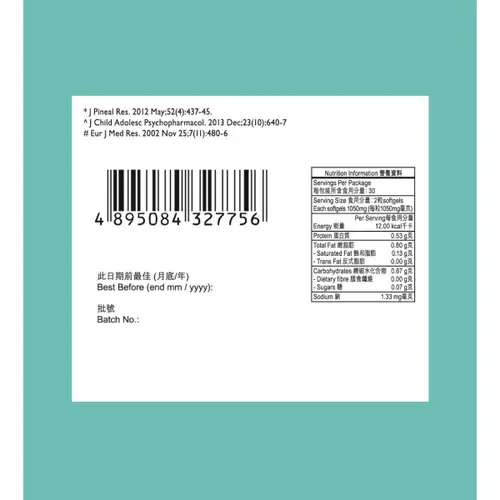 * J Pineal Res. 2012 May;52(4):437-45.
^ J Child Adolesc Psychopharmacol. 2013 Dec;23(10):640-7
# Eur J Med Res. 2002 Nov 25;7(11):480-6
4 895084 327756
Nutrition Information 營養資料
Servings Per Package
每包裝所含食用分量 : 30
Serving Size 食用分量 : 2粒softgels
Each softgels 1050mg (每粒1050mg毫克)
Per Serving每食用分量
Energy 能量 12.00 kcal千卡
Protein 蛋白質 0.53 g克
Total Fat 總脂肪 0.80 g克
- Saturated Fat 飽和脂肪 0.13 g克
- Trans Fat 反式脂肪 0.00 g克
Carbohydrates 總碳水化合物 0.67 g克
- Dietary fibre 膳食纖維 0.00 g克
- Sugars 糖 0.07 g克
Sodium 鈉 1.33 mg毫克
此日期前最佳 (月底/年)
Best Before (end mm / yyyy):
批號
Batch No.: